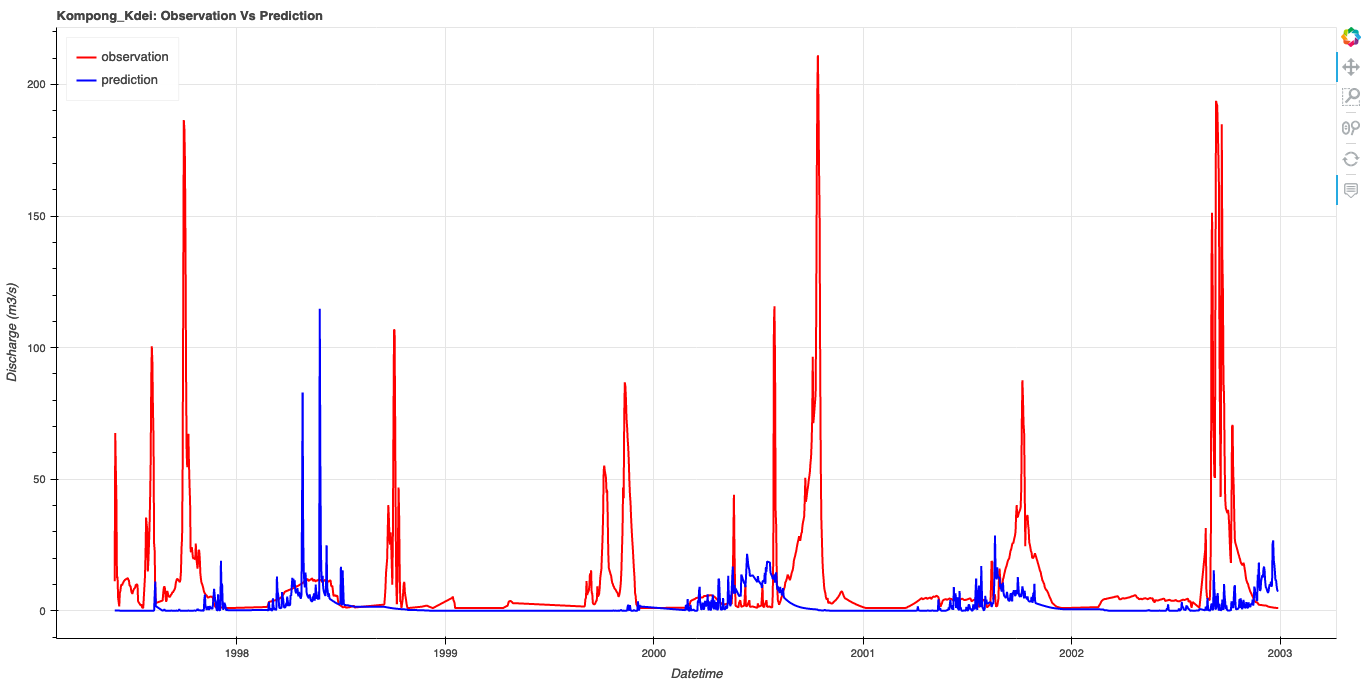 Kompong_Kdei: Observation Vs Prediction
observation
prediction
200
150
100
50
0
Discharge (m3/s)
1998
1999
2000
2001
2002
2003
Datetime